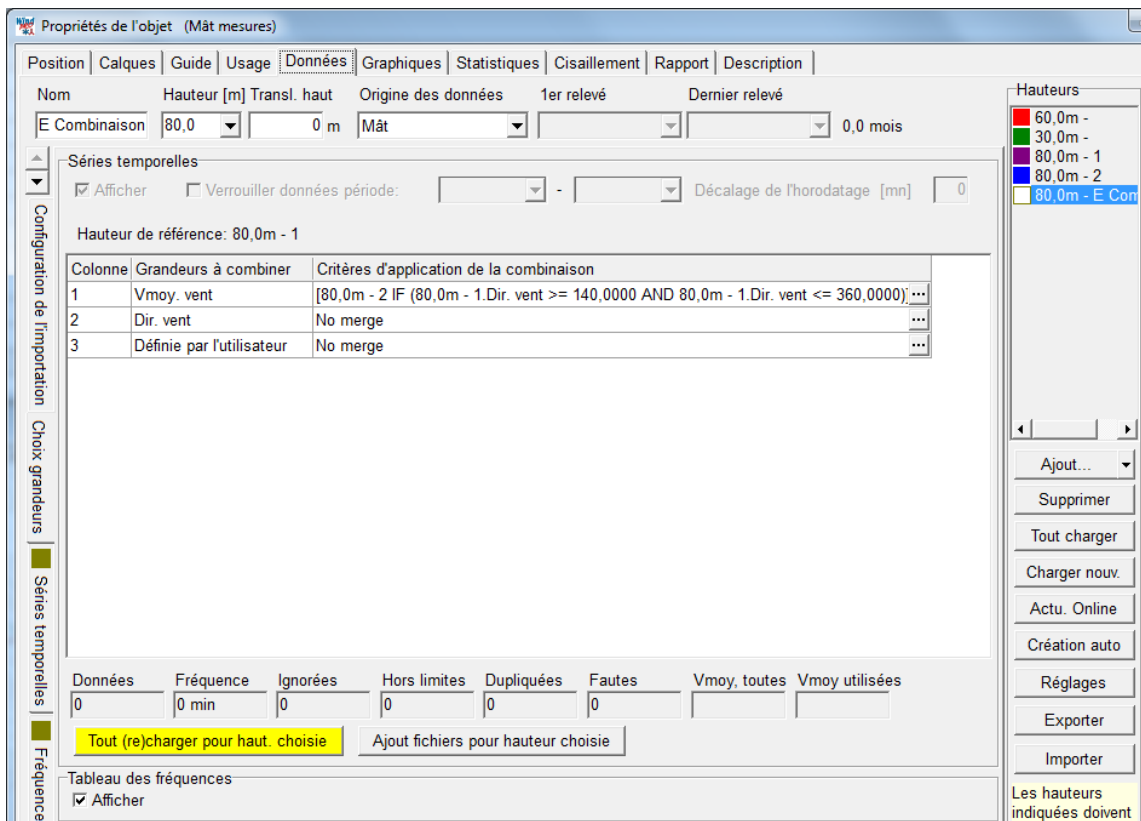 Propriétés de l'objet (Mât mesures)
Position Calques Guide Usage Données Graphiques Statistiques Cisaillement Rapport Description
Nom Hauteur [m] Transl. haut Origine des données 1er relevé Dernier relevé
E Combinaison 80,0 0 m Mât 0,0 mois
Séries temporelles
Afficher Verrouiller données période: - Décalage de l'horodatage [mn] 0
Hauteur de référence: 80,0m - 1
Colonne Grandeurs à combiner Critères d'application de la combinaison
1 Vmoy. vent [80,0m - 2 IF (80,0m - 1.Dir. vent >= 140,0000 AND 80,0m - 1.Dir. vent <= 360,0000)] ...
2 Dir. vent No merge ...
3 Définie par l'utilisateur No merge ...
Données Fréquence Ignorées Hors limites Dupliquées Fautes Vmoy, toutes Vmoy utilisées
0 0 min 0 0 0 0
Tout (re)charger pour haut. choisie Ajout fichiers pour hauteur choisie
Tableau des fréquences
Afficher
Configuration de l'importation
Choix grandeurs
Séries temporelles
Fréquence
Hauteurs
60,0m -
30,0m -
80,0m - 1
80,0m - 2
80,0m - E Com
Ajout...
Supprimer
Tout charger
Charger nouv.
Actu. Online
Création auto
Réglages
Exporter
Importer
Les hauteurs
indiquées doivent